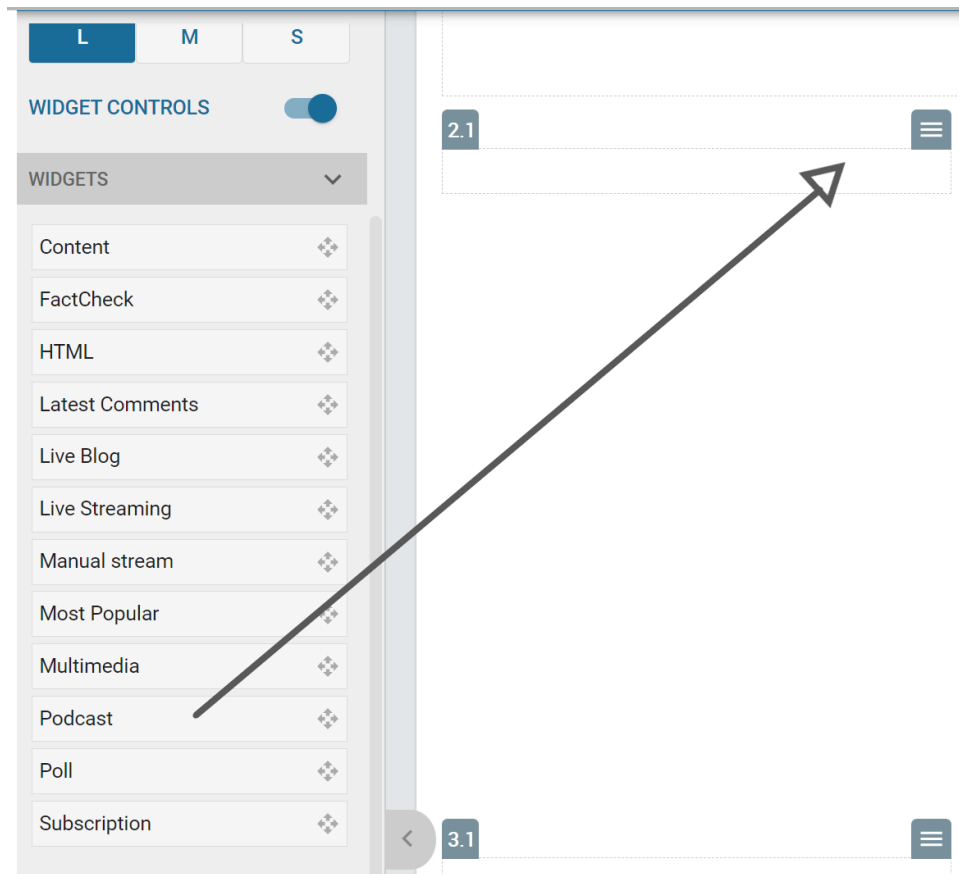 L M S
WIDGET CONTROLS
2.1
WIDGETS
Content
FactCheck
HTML
Latest Comments
Live Blog
Live Streaming
Manual stream
Most Popular
Multimedia
Podcast
Poll
Subscription
3.1